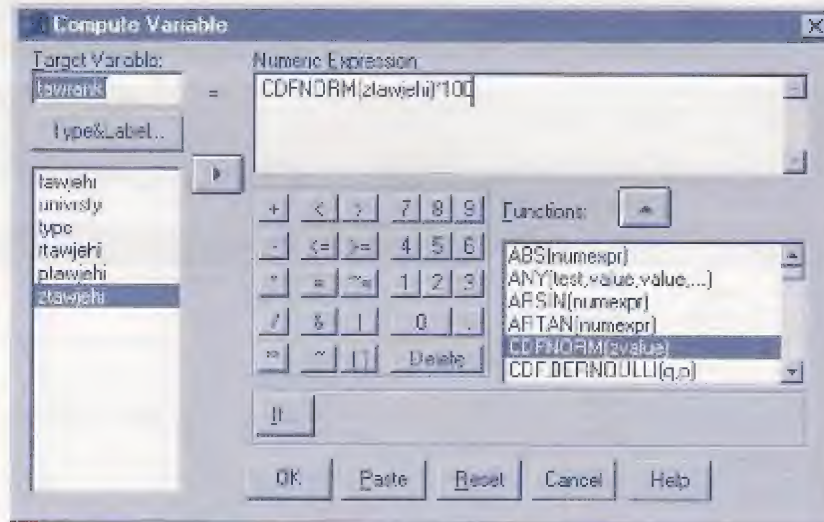 Compute Variable
Target Variable:
tawrank
=
Numeric Expression:
CDFNORM(ztawjehi)*100
Type&Label...
tawjehi
univrsty
type
rtawjehi
ptawjehi
ztawjehi
+ < > 7 8 9
- <= >= 4 5 6
* = ~= 1 2 3
/ & | 0 .
** ~ ( ) Delete
Functions:
ABS(numexpr)
ANY(test,value,value,...)
ARSIN(numexpr)
ARTAN(numexpr)
CDFNORM(zvalue)
CDF.BERNOULLI(q,p)
If...
OK Paste Reset Cancel Help